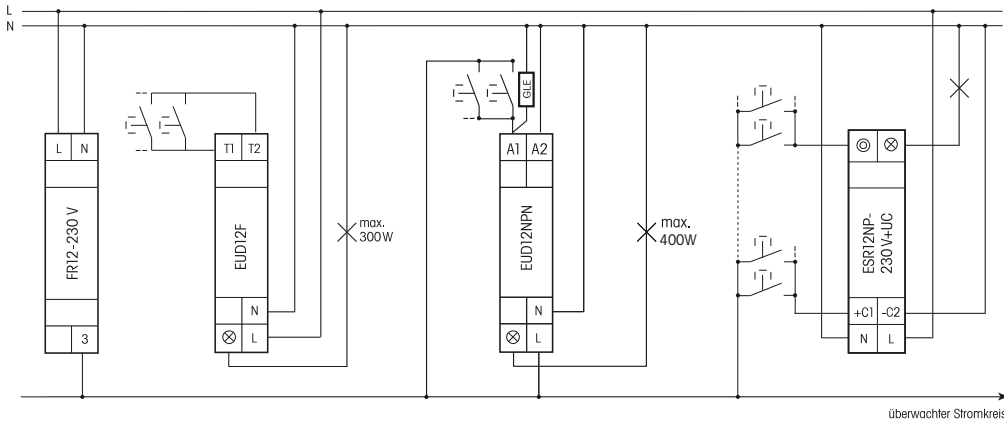 L
N
L N
FR12-230 V
3
T1 T2
EUD12F
N
L
max.
300W
GLE
A1 A2
EUD12NPN
N
L
max.
400W
ESR12NP-
230 V+UC
+C1 -C2
N L
überwachter Stromkreis